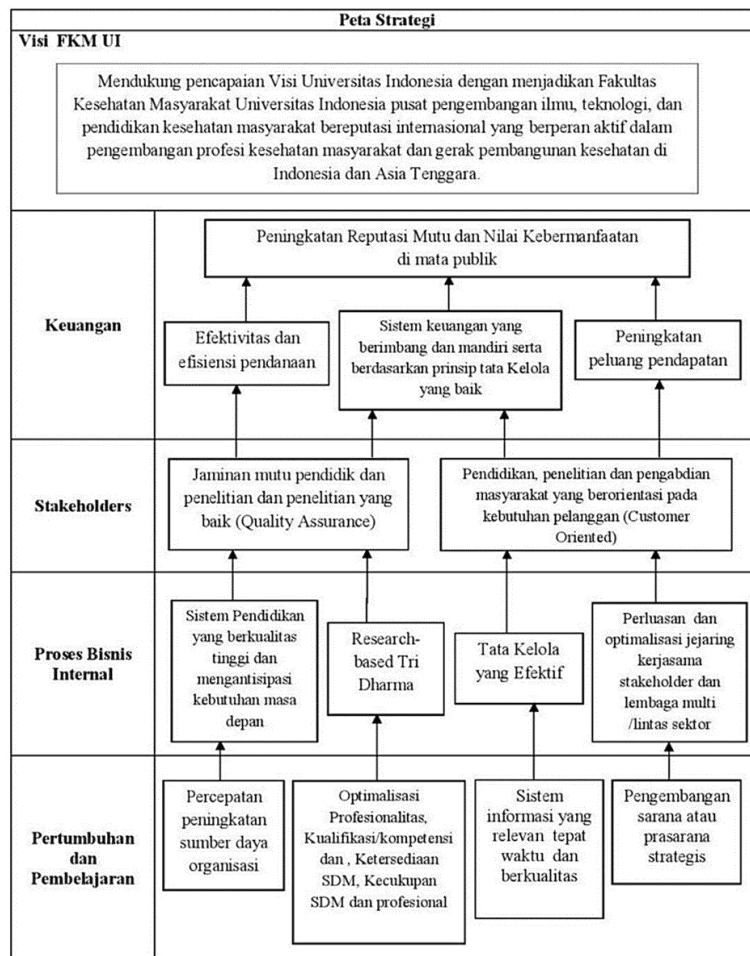 Peta Strategi
Visi FKM UI
Mendukung pencapaian Visi Universitas Indonesia dengan menjadikan Fakultas
Kesehatan Masyarakat Universitas Indonesia pusat pengembangan ilmu, teknologi, dan
pendidikan kesehatan masyarakat bereputasi internasional yang berperan aktif dalam
pengembangan profesi kesehatan masyarakat dan gerak pembangunan kesehatan di
Indonesia dan Asia Tenggara.
Keuangan
Peningkatan Reputasi Mutu dan Nilai Kebermanfaatan
di mata publik
Efektivitas dan
efisiensi pendanaan
Sistem keuangan yang
berimbang dan mandiri serta
berdasarkan prinsip tata Kelola
yang baik
Peningkatan
peluang pendapatan
Stakeholders
Jaminan mutu pendidik dan
penelitian dan penelitian yang
baik (Quality Assurance)
Pendidikan, penelitian dan pengabdian
masyarakat yang berorientasi pada
kebutuhan pelanggan (Customer
Oriented)
Proses Bisnis
Internal
Sistem Pendidikan
yang berkualitas
tinggi dan
mengantisipasi
kebutuhan masa
depan
Research-
based Tri
Dharma
Tata Kelola
yang Efektif
Perluasan dan
optimalisasi jejaring
kerjasama
stakeholder dan
lembaga multi
/lintas sektor
Pertumbuhan
dan
Pembelajaran
Percepatan
peningkatan
sumber daya
organisasi
Optimalisasi
Profesionalitas,
Kualifikasi/kompetensi
dan , Ketersediaan
SDM, Kecukupan
SDM dan profesional
Sistem
informasi yang
relevan tepat
waktu dan
berkualitas
Pengembangan
sarana atau
prasarana
strategis